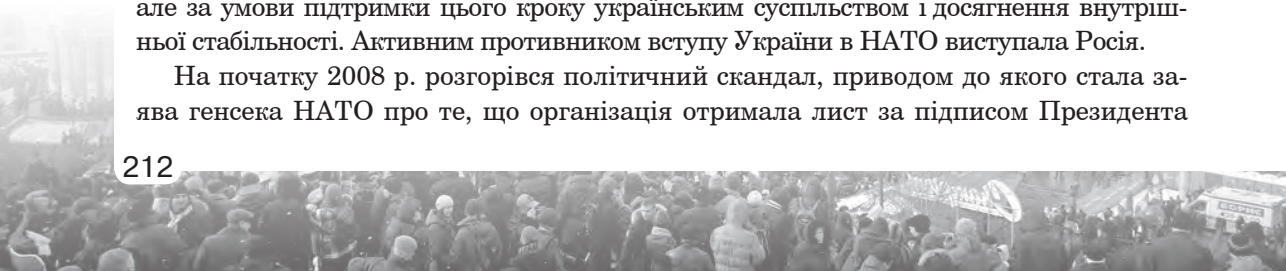 але за умови підтримки цього кроку українським суспільством і досягнення внутріш-
ньої стабільності. Активним противником вступу України в НАТО виступала Росія.
На початку 2008 р. розгорівся політичний скандал, приводом до якого стала за-
ява генсека НАТО про те, що організація отримала лист за підписом Президента
212